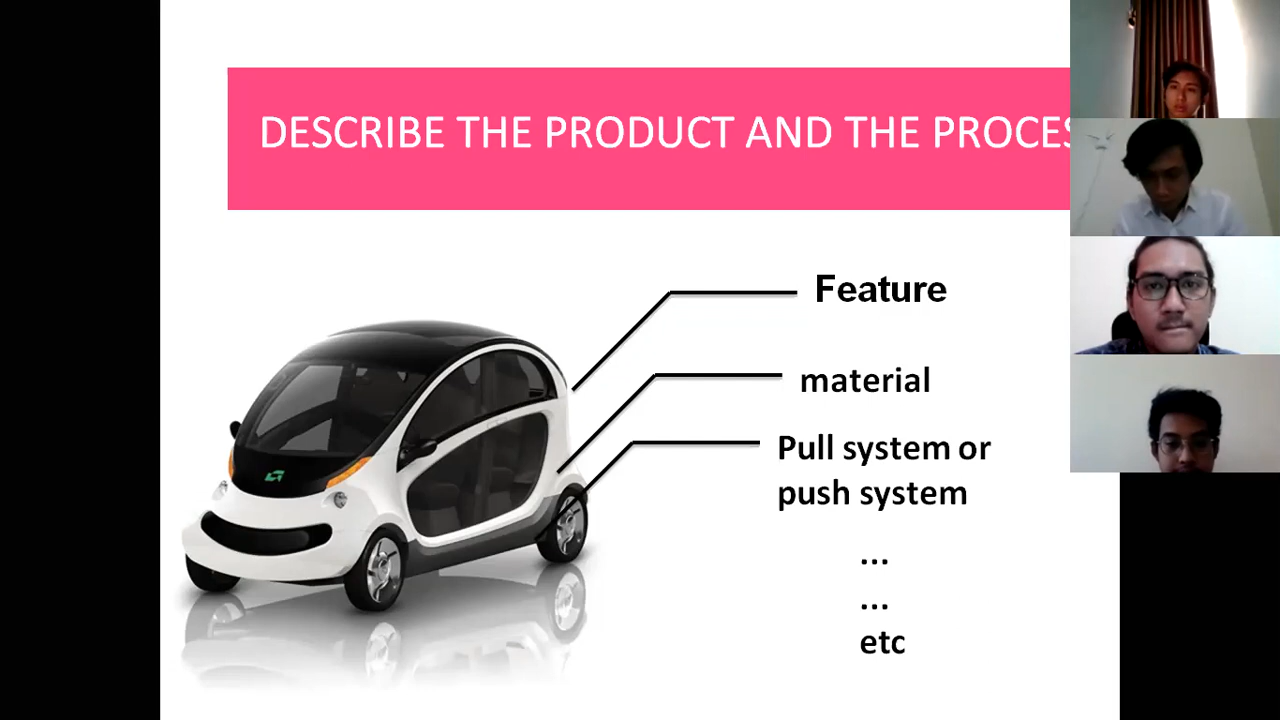 DESCRIBE THE PRODUCT AND THE PROCES
Feature
material
Pull system or
push system
...
...
etc